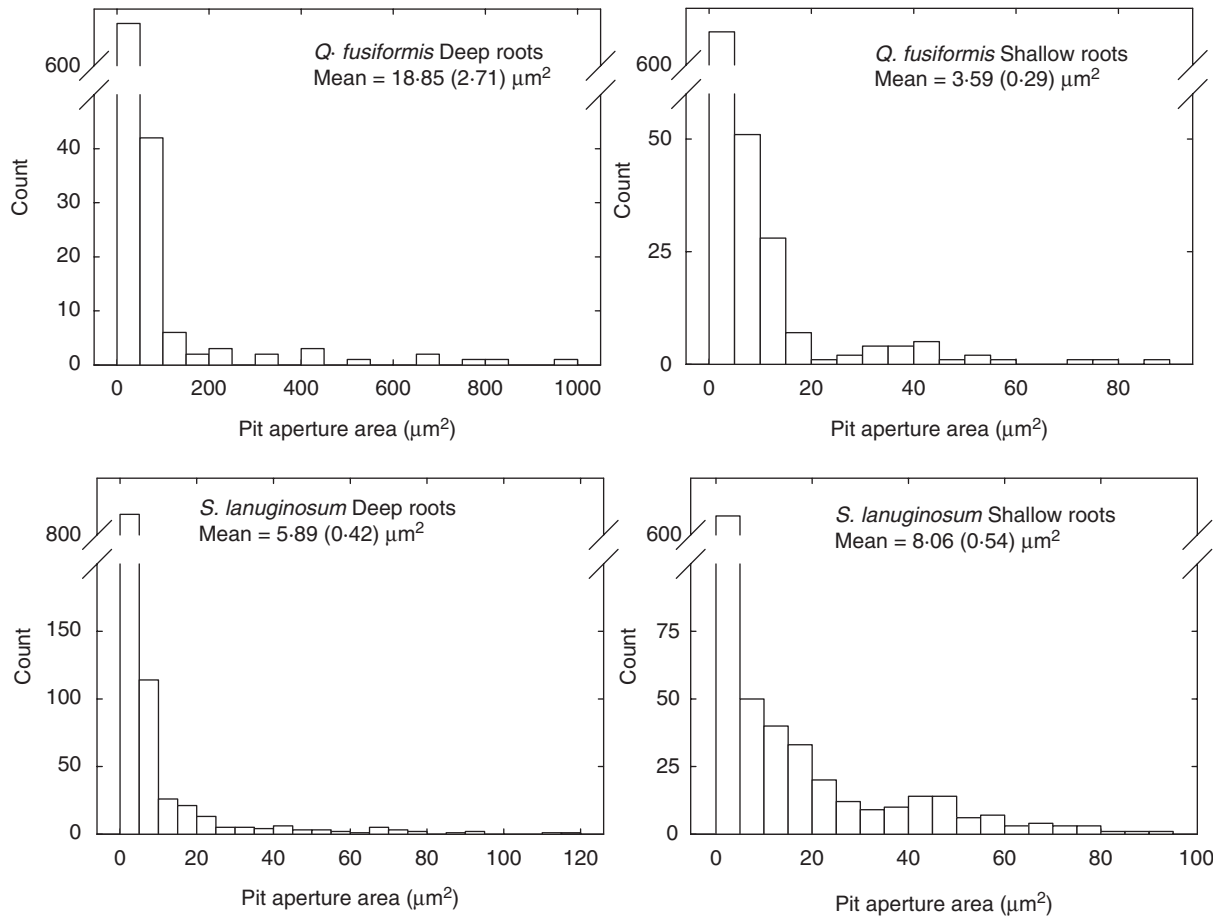 Q· fusiformis Deep roots
Mean = 18·85 (2·71) μm²
600
40
30
20
10
0
Count
0 200 400 600 800 1000
Pit aperture area (μm²)
Q. fusiformis Shallow roots
Mean = 3·59 (0·29) μm²
600
50
25
0
Count
0 20 40 60 80
Pit aperture area (μm²)
S. lanuginosum Deep roots
Mean = 5·89 (0·42) μm²
800
150
100
50
0
Count
0 20 40 60 80 100 120
Pit aperture area (μm²)
S. lanuginosum Shallow roots
Mean = 8·06 (0·54) μm²
600
75
50
25
0
Count
0 20 40 60 80 100
Pit aperture area (μm²)